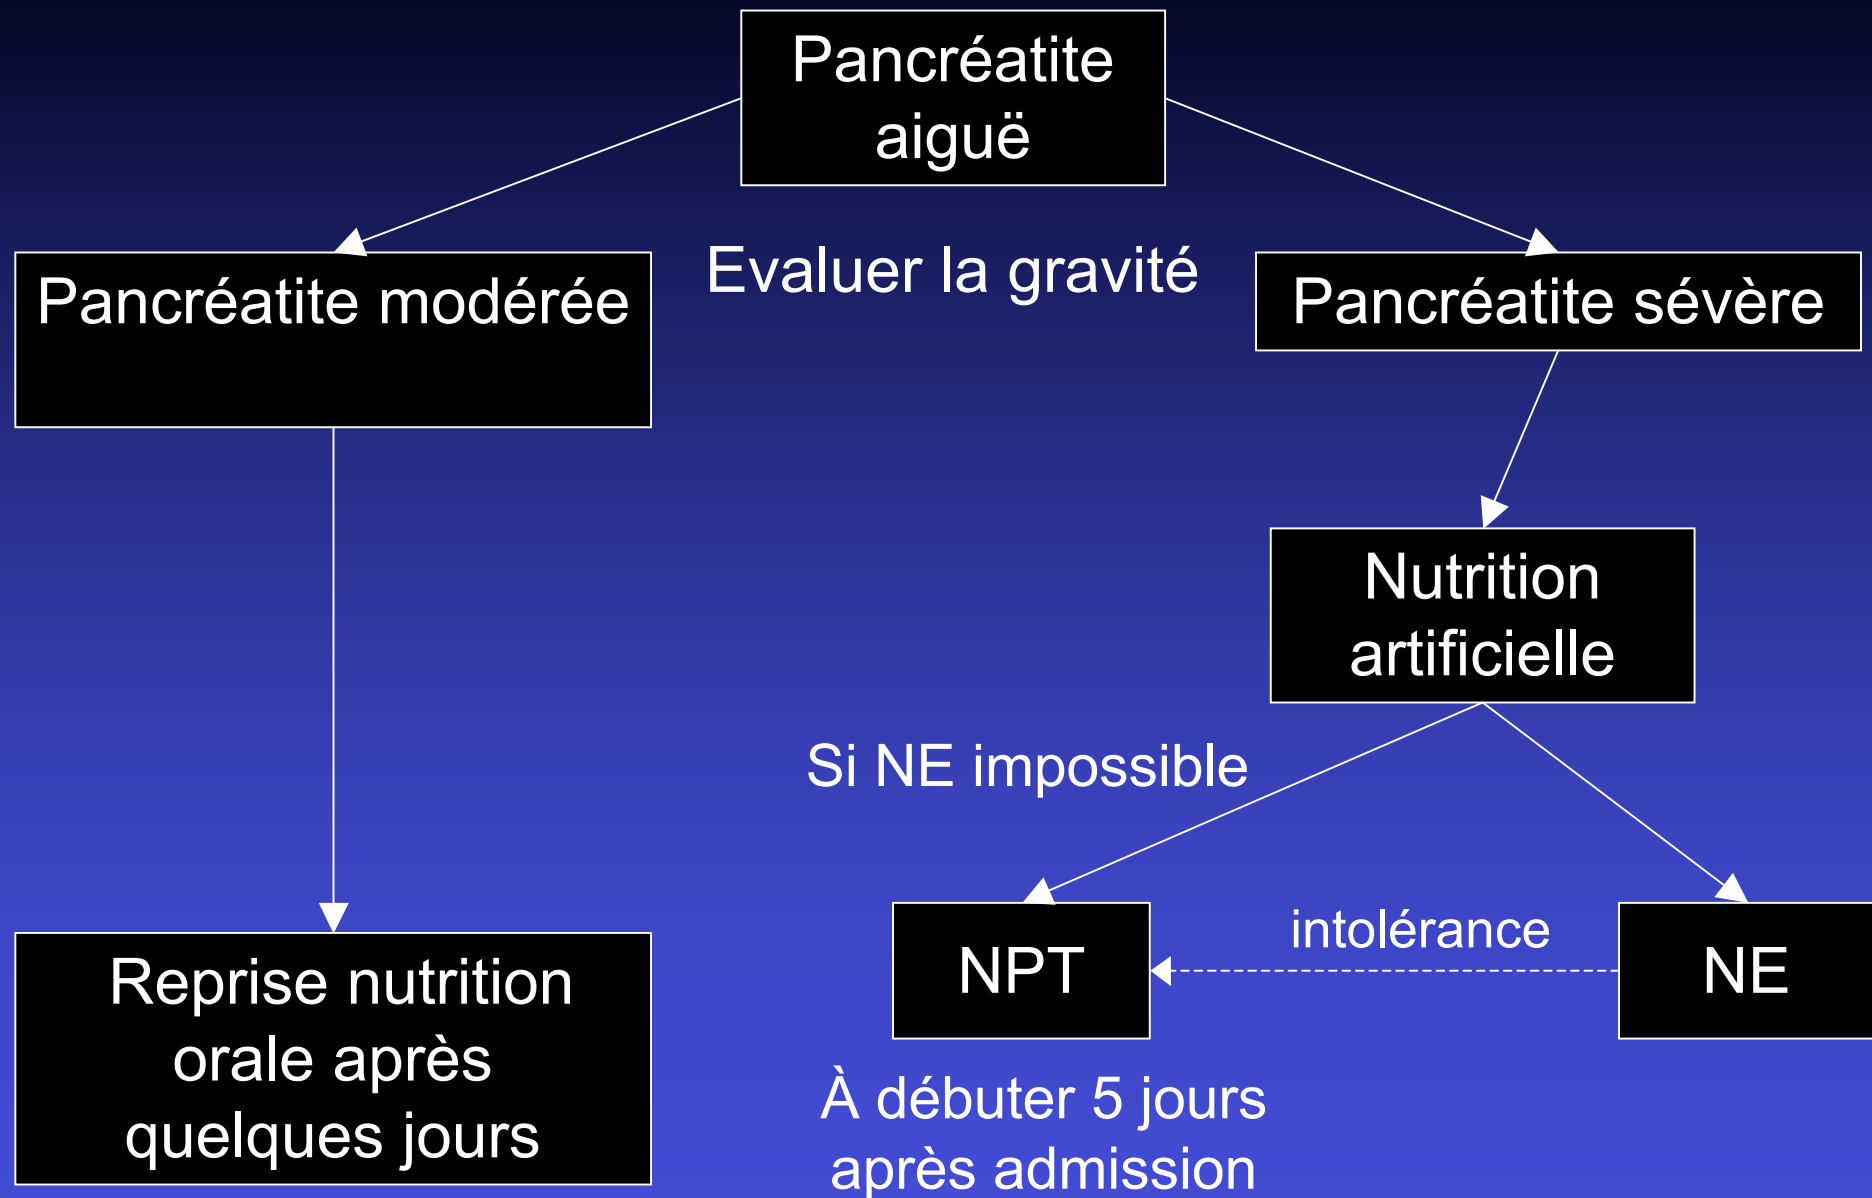 Pancréatite
aiguë
Evaluer la gravité
Pancréatite modérée
Pancréatite sévère
Nutrition
artificielle
Si NE impossible
NPT
intolérance
NE
Reprise nutrition
orale après
quelques jours
À débuter 5 jours
après admission